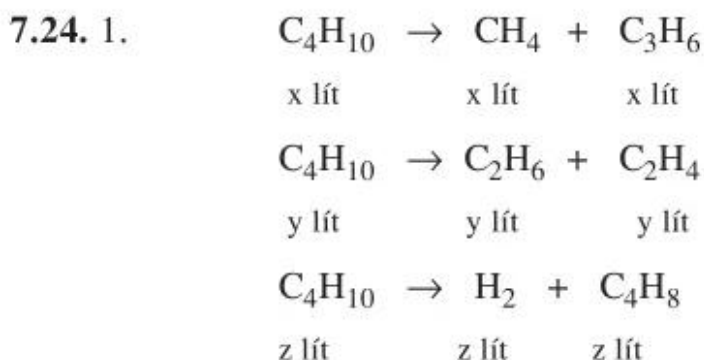 7.24. 1. C₄H₁₀ → CH₄ + C₃H₆
x lít x lít x lít
C₄H₁₀ → C₂H₆ + C₂H₄
y lít y lít y lít
C₄H₁₀ → H₂ + C₄H₈
z lít z lít z lít